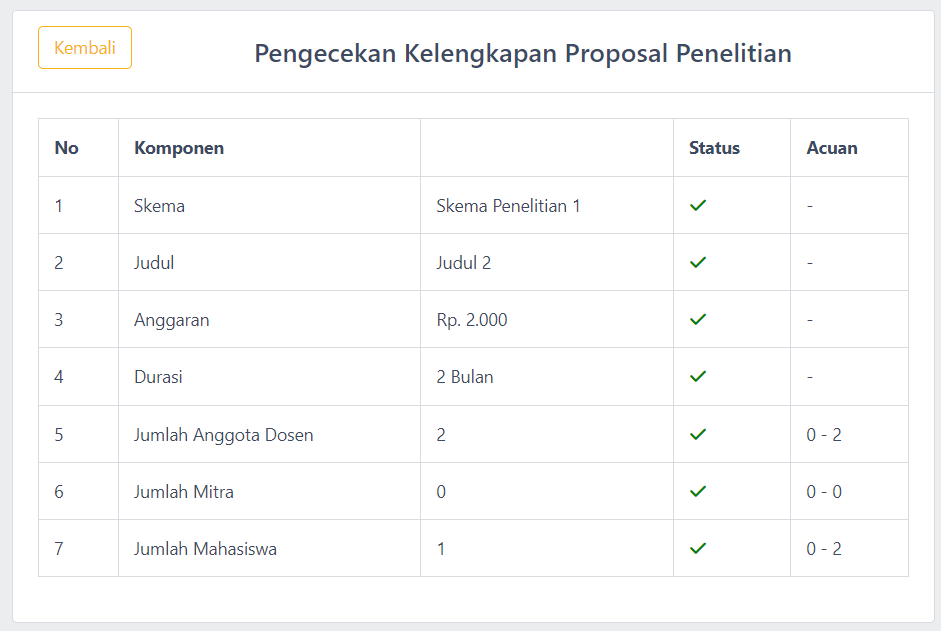 Kembali
Pengecekan Kelengkapan Proposal Penelitian
No Komponen Status Acuan
1 Skema Skema Penelitian 1 -
2 Judul Judul 2 -
3 Anggaran Rp. 2.000 -
4 Durasi 2 Bulan -
5 Jumlah Anggota Dosen 2 0 - 2
6 Jumlah Mitra 0 0 - 0
7 Jumlah Mahasiswa 1 0 - 2